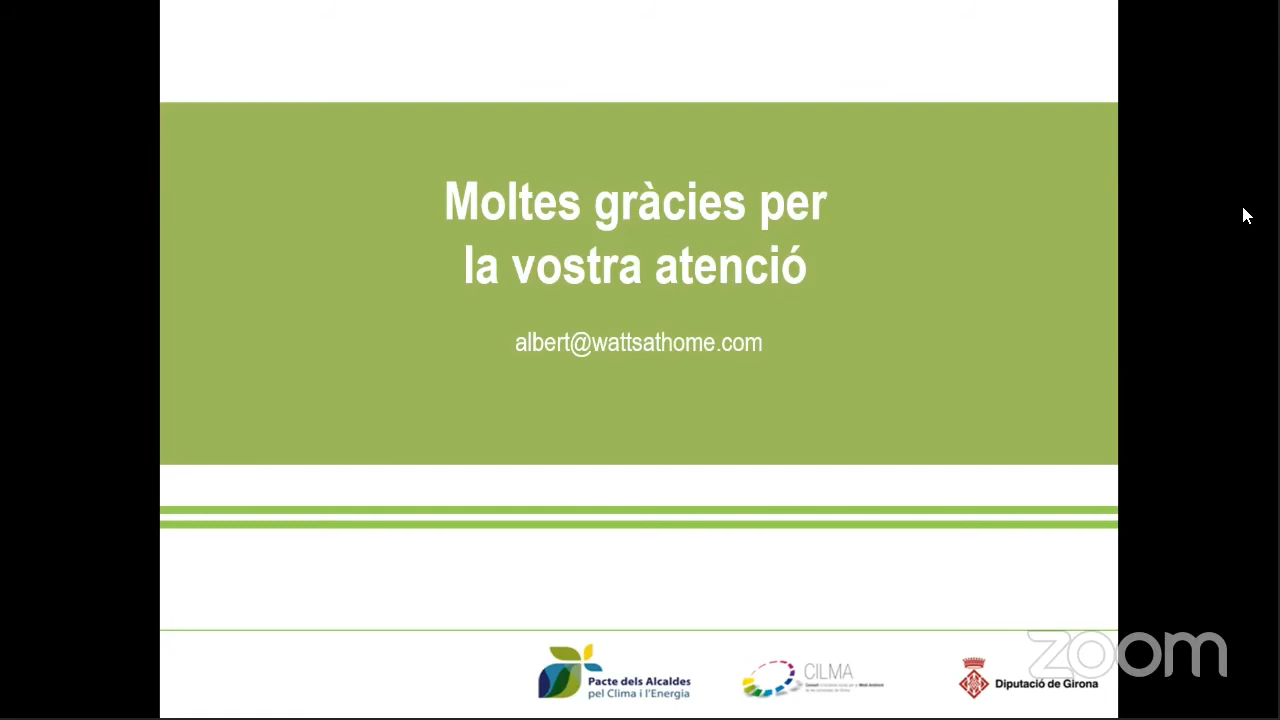 Moltes gràcies per
la vostra atenció
albert@wattsathome.com
Pacte dels Alcaldes
pel Clima i l'Energia
CILMA
Diputació de Girona
zoom